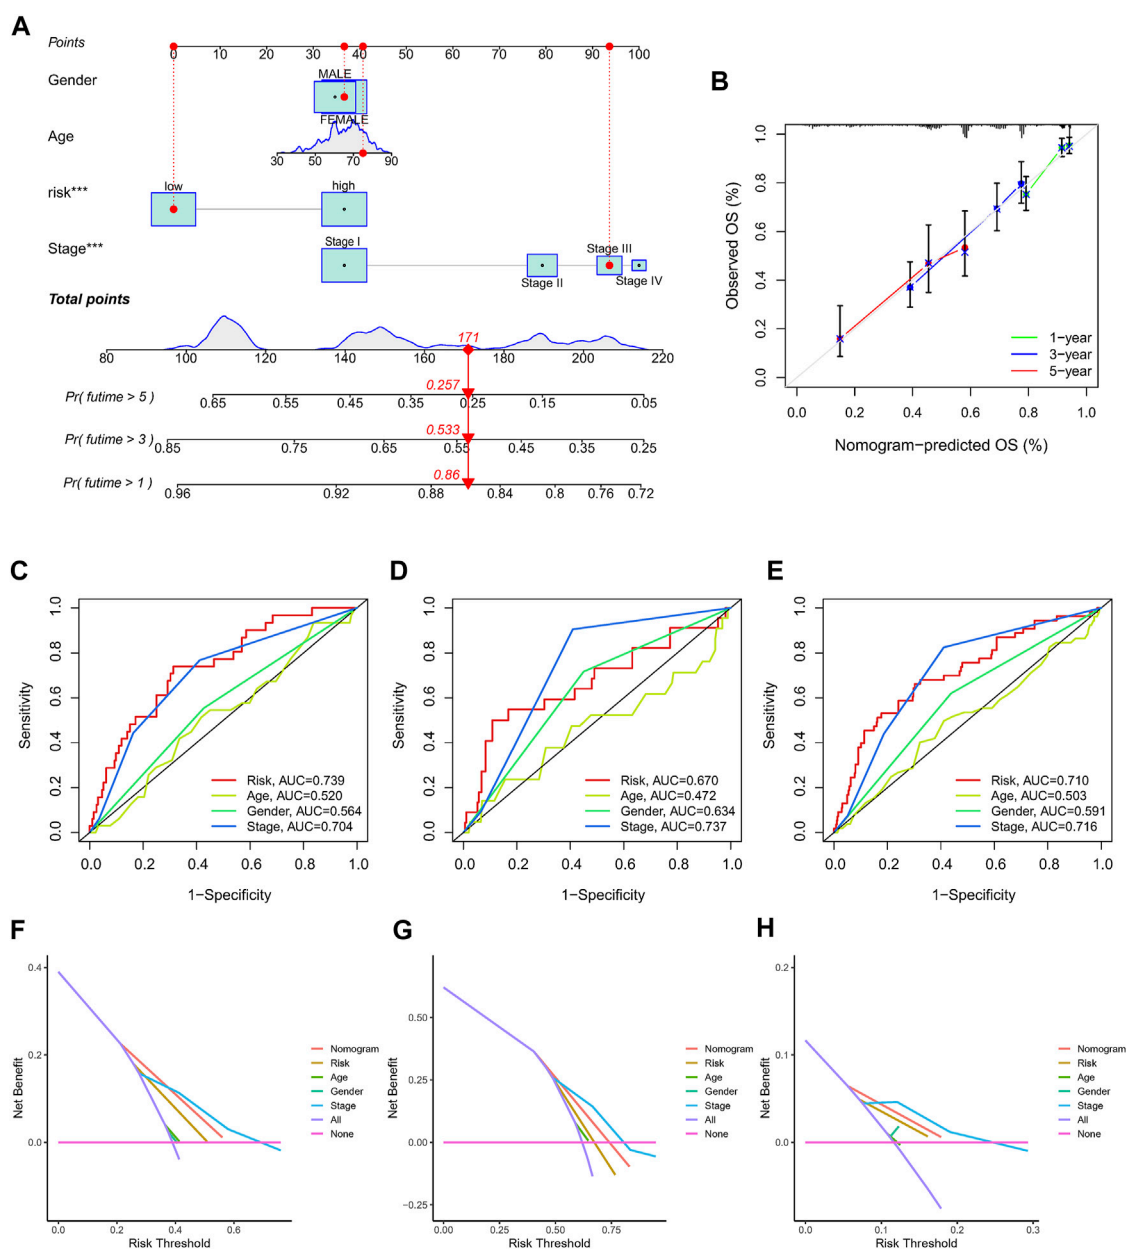 A
Points
0 10 20 30 40 50 60 70 80 90 100
Gender
MALE
FEMALE
Age
30 50 70 90
risk***
low high
Stage***
Stage I
Stage III
Stage II
Stage IV
Total points
171
80 100 120 140 160 180 200 220
0.257
Pr( futime > 5 )
0.65 0.55 0.45 0.35 0.25 0.15 0.05
0.533
Pr( futime > 3 )
0.85 0.75 0.65 0.55 0.45 0.35 0.25
0.86
Pr( futime > 1 )
0.96 0.92 0.88 0.84 0.8 0.76 0.72
B
Observed OS (%)
1.0
0.8
0.6
0.4
0.2
0.0
1−year
3−year
5−year
0.0 0.2 0.4 0.6 0.8 1.0
Nomogram−predicted OS (%)
C
Sensitivity
1.0
0.8
0.6
0.4
0.2
0.0
Risk, AUC=0.739
Age, AUC=0.520
Gender, AUC=0.564
Stage, AUC=0.704
0.0 0.2 0.4 0.6 0.8 1.0
1−Specificity
D
Sensitivity
1.0
0.8
0.6
0.4
0.2
0.0
Risk, AUC=0.670
Age, AUC=0.472
Gender, AUC=0.634
Stage, AUC=0.737
0.0 0.2 0.4 0.6 0.8 1.0
1−Specificity
E
Sensitivity
1.0
0.8
0.6
0.4
0.2
0.0
Risk, AUC=0.710
Age, AUC=0.503
Gender, AUC=0.591
Stage, AUC=0.716
0.0 0.2 0.4 0.6 0.8 1.0
1−Specificity
F
Net Benefit
0.4
0.2
0.0
Nomogram
Risk
Age
Gender
Stage
All
None
0.0 0.2 0.4 0.6
Risk Threshold
G
Net Benefit
0.50
0.25
0.00
−0.25
Nomogram
Risk
Age
Gender
Stage
All
None
0.00 0.25 0.50 0.75
Risk Threshold
H
Net Benefit
0.2
0.1
0.0
Nomogram
Risk
Age
Gender
Stage
All
None
0.0 0.1 0.2 0.3
Risk Threshold